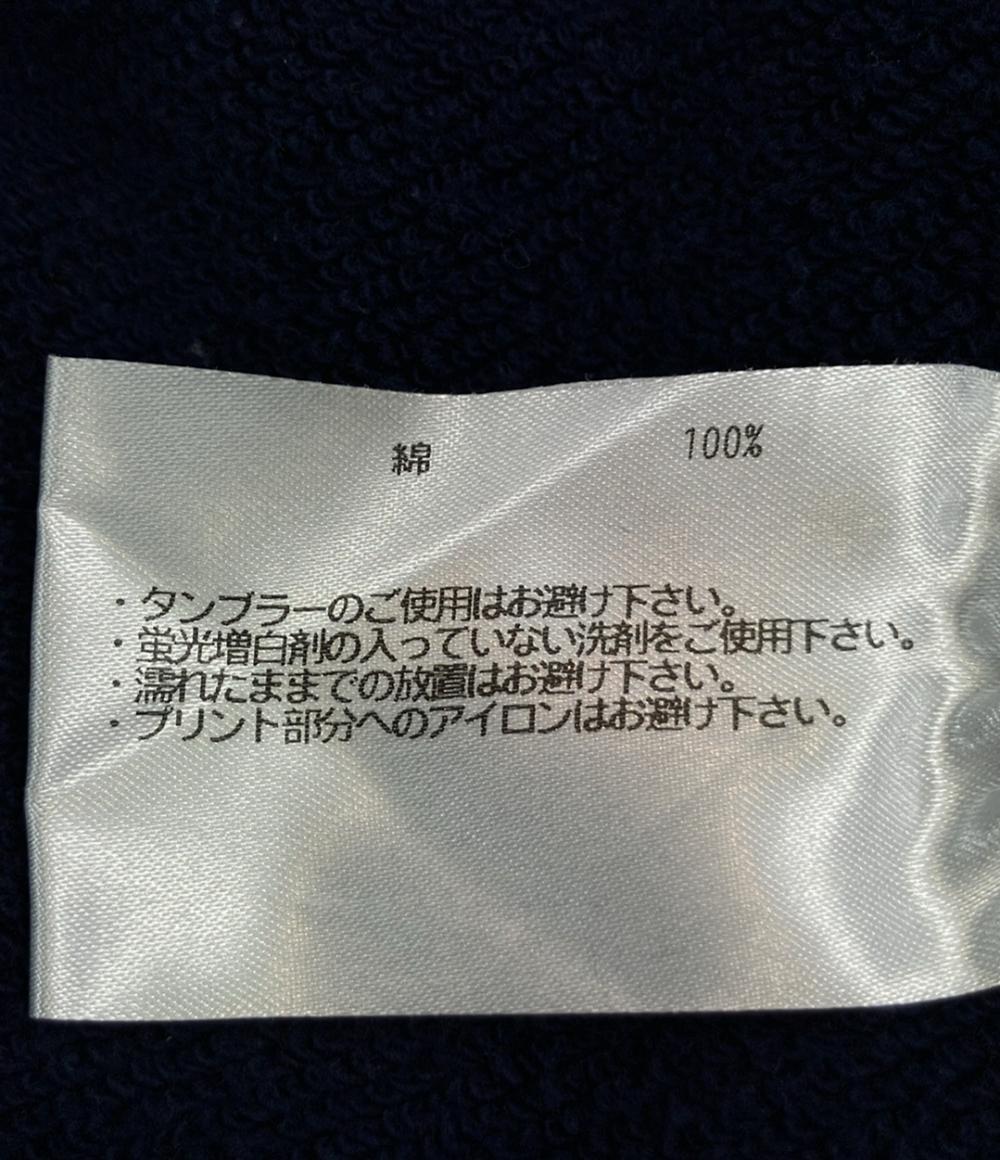 綿 100%
・タンブラーのご使用はお避け下さい。
・蛍光増白剤の入っていない洗剤をご使用下さい。
・濡れたままでの放置はお避け下さい。
・プリント部分へのアイロンはお避け下さい。